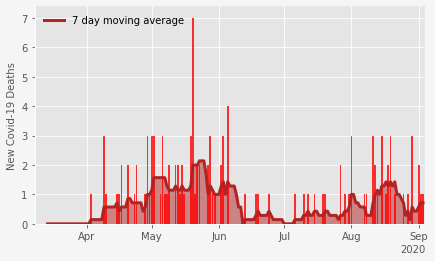 7 day moving average
New Covid-19 Deaths
7
6
5
4
3
2
1
0
Apr
May
Jun
Jul
Aug
Sep
2020